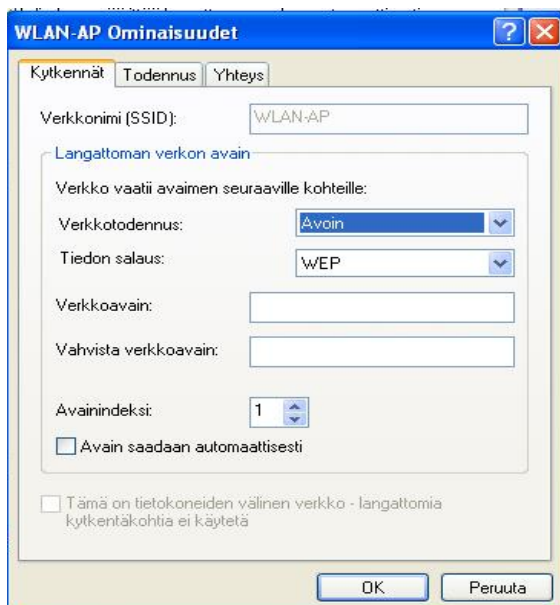 WLAN-AP Ominaisuudet
Kytkennät Todennus Yhteys
Verkkonimi (SSID): WLAN-AP
Langattoman verkon avain
Verkko vaatii avaimen seuraaville kohteille:
Verkkotodennus: Avoin
Tiedon salaus: WEP
Verkkoavain:
Vahvista verkkoavain:
Avainindeksi: 1
Avain saadaan automaattisesti
Tämä on tietokoneiden välinen verkko - langattomia
kytkentäkohtia ei käytetä
OK Peruuta